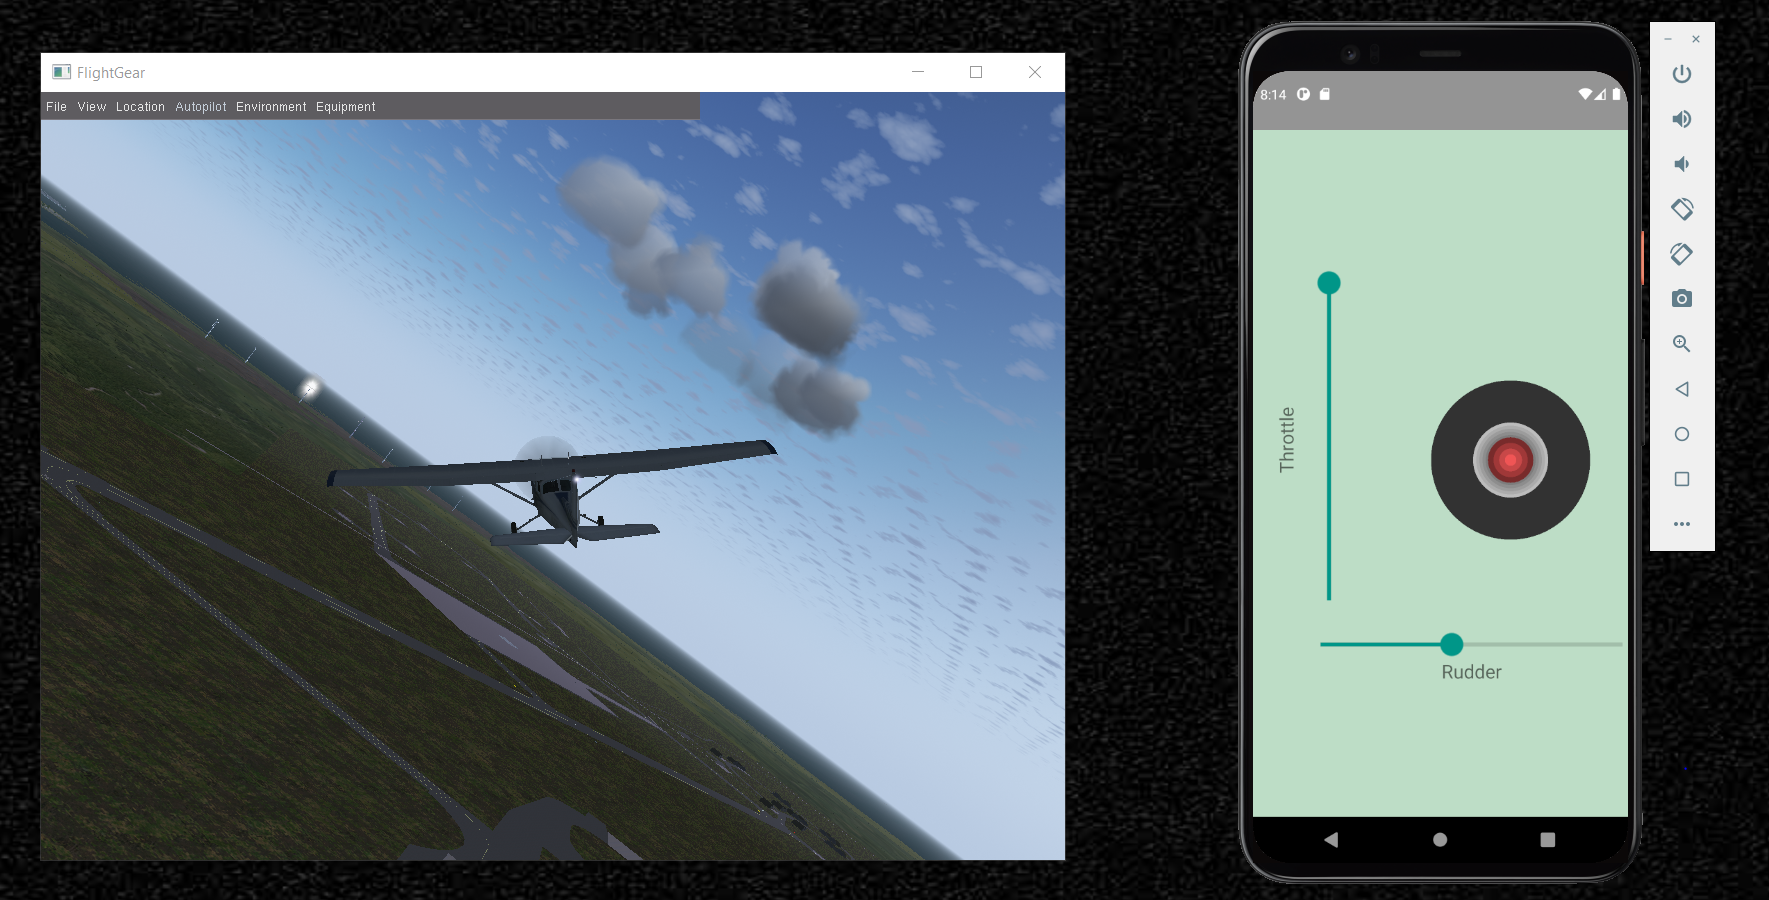 FlightGear
File View Location Autopilot Environment Equipment
8:14
Throttle
Rudder